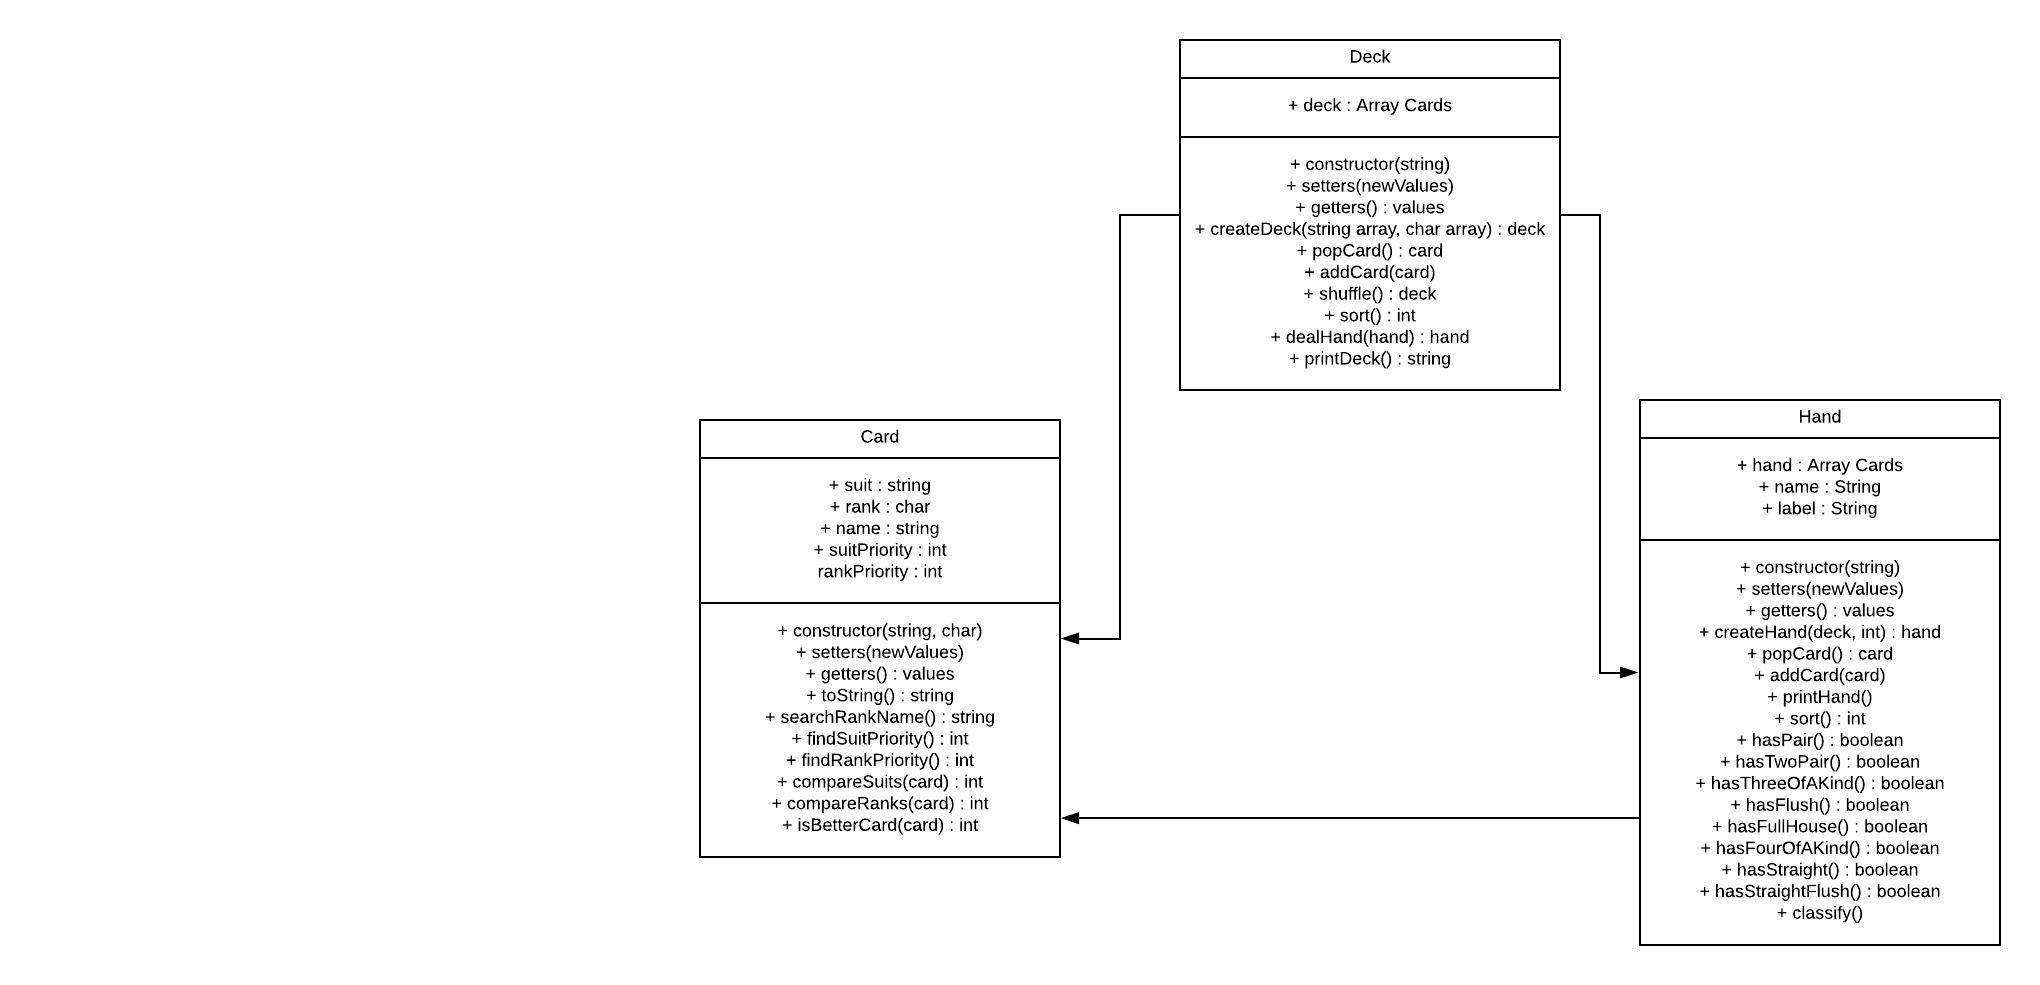 Deck
+ deck : Array Cards
+ constructor(string)
+ setters(newValues)
+ getters() : values
+ createDeck(string array, char array) : deck
+ popCard() : card
+ addCard(card)
+ shuffle() : deck
+ sort() : int
+ dealHand(hand) : hand
+ printDeck() : string
Card
+ suit : string
+ rank : char
+ name : string
+ suitPriority : int
rankPriority : int
+ constructor(string, char)
+ setters(newValues)
+ getters() : values
+ toString() : string
+ searchRankName() : string
+ findSuitPriority() : int
+ findRankPriority() : int
+ compareSuits(card) : int
+ compareRanks(card) : int
+ isBetterCard(card) : int
Hand
+ hand : Array Cards
+ name : String
+ label : String
+ constructor(string)
+ setters(newValues)
+ getters() : values
+ createHand(deck, int) : hand
+ popCard() : card
+ addCard(card)
+ printHand()
+ sort() : int
+ hasPair() : boolean
+ hasTwoPair() : boolean
+ hasThreeOfAKind() : boolean
+ hasFlush() : boolean
+ hasFullHouse() : boolean
+ hasFourOfAKind() : boolean
+ hasStraight() : boolean
+ hasStraightFlush() : boolean
+ classify()